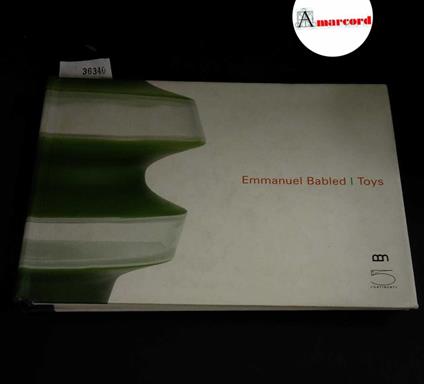 Amarcord
36340
Emmanuel Babled | Toys
5
CONTINENTS